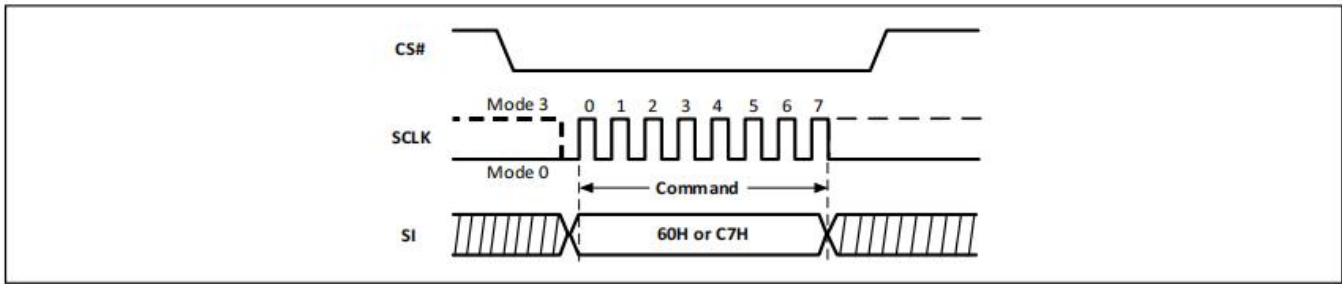 CS#
Mode 3 0 1 2 3 4 5 6 7
SCLK
Mode 0
Command
SI 60H or C7H